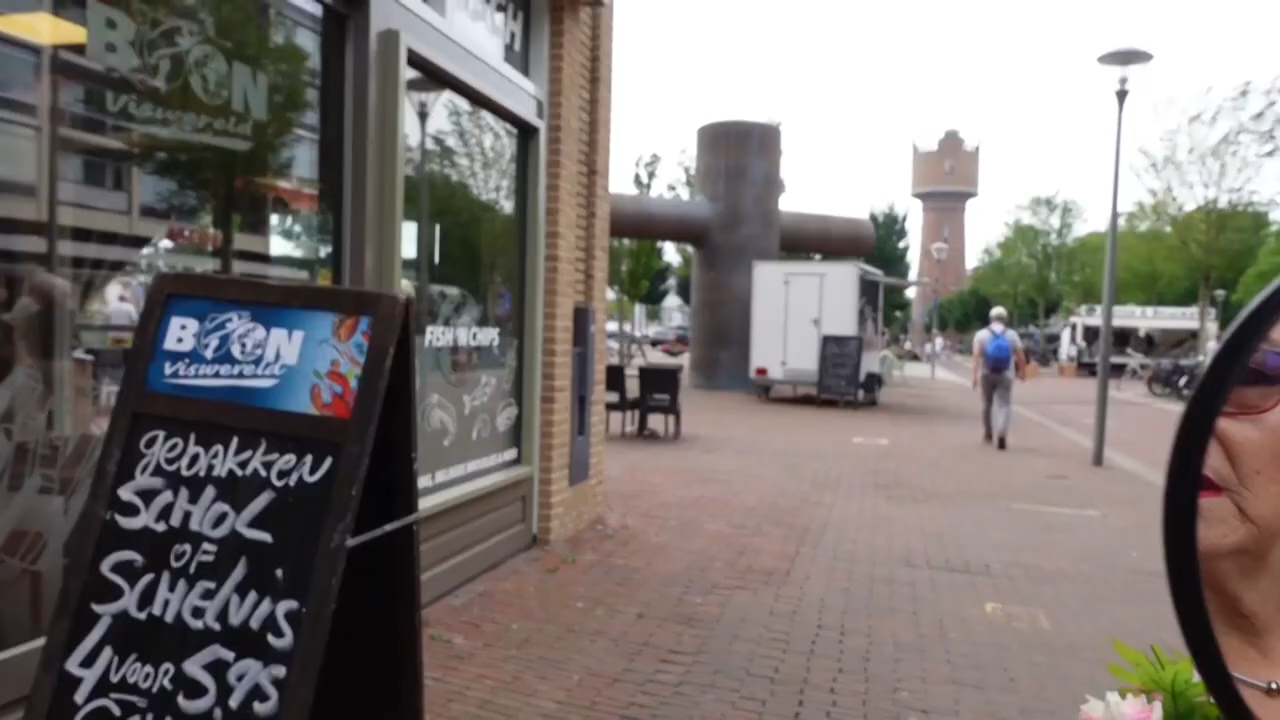 BOON
Viswereld
FISH 'N CHIPS
BOON
viswereld
gebAKKEN
SCHOL
OF
SCHElVIS
4 VOOR 5.95